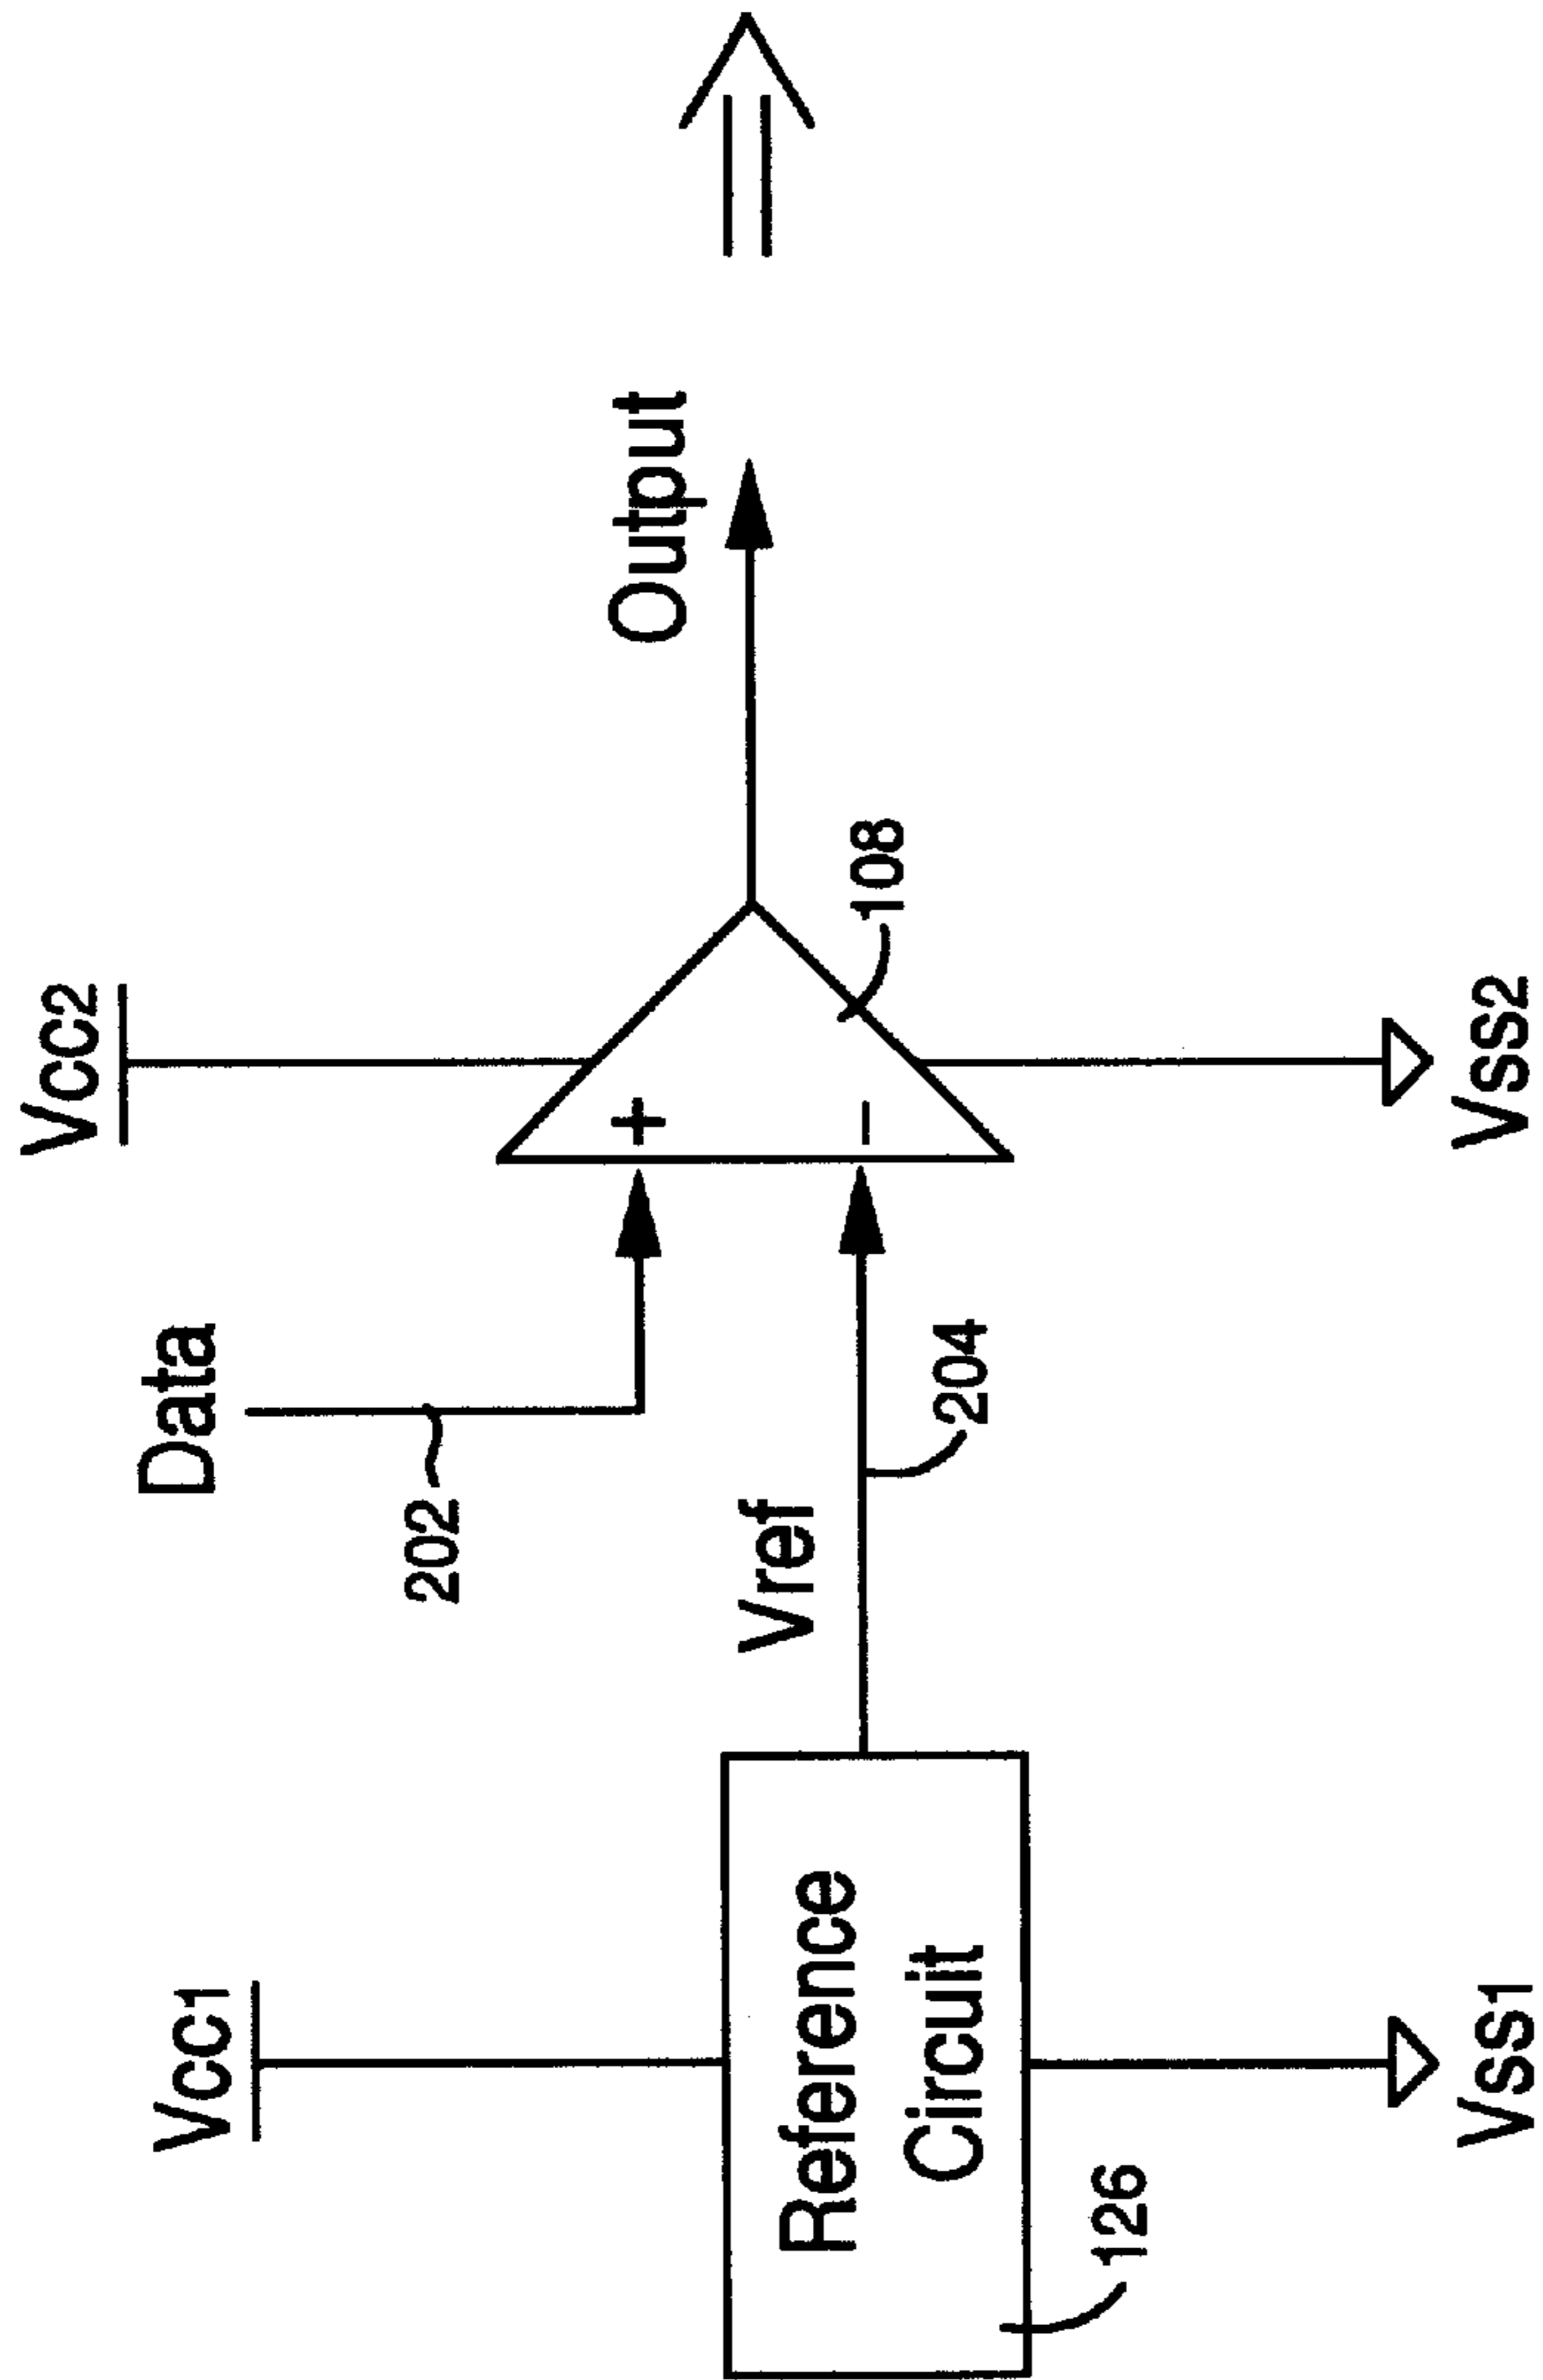 Vcc1
Vcc2
Data
202
Output
+
Vref
−
108
204
Reference
Circuit
126
Vss1
Vss2